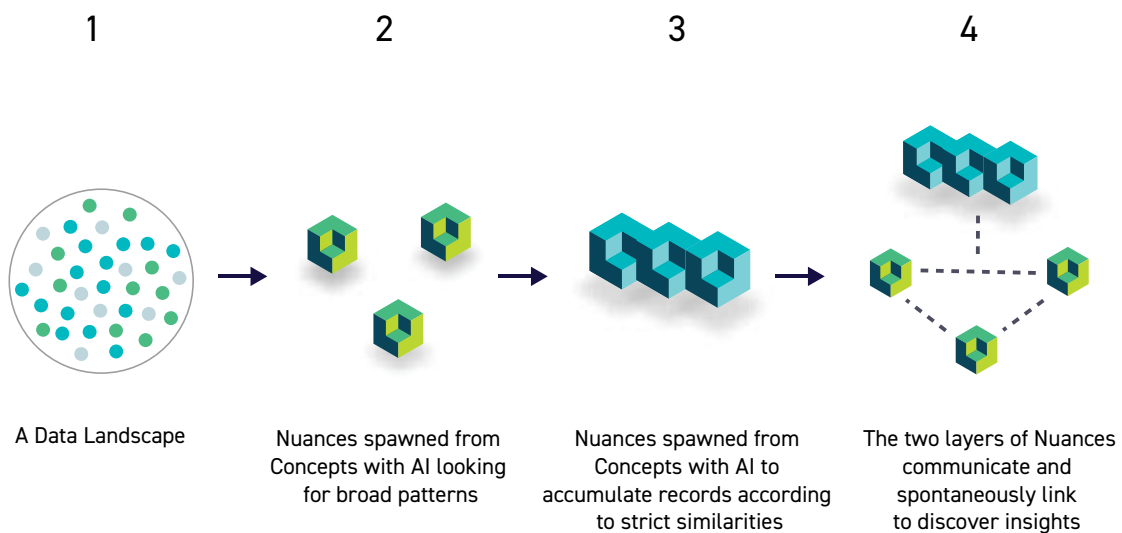 1
2
3
4
A Data Landscape
Nuances spawned from
Concepts with AI looking
for broad patterns
Nuances spawned from
Concepts with AI to
accumulate records according
to strict similarities
The two layers of Nuances
communicate and
spontaneously link
to discover insights